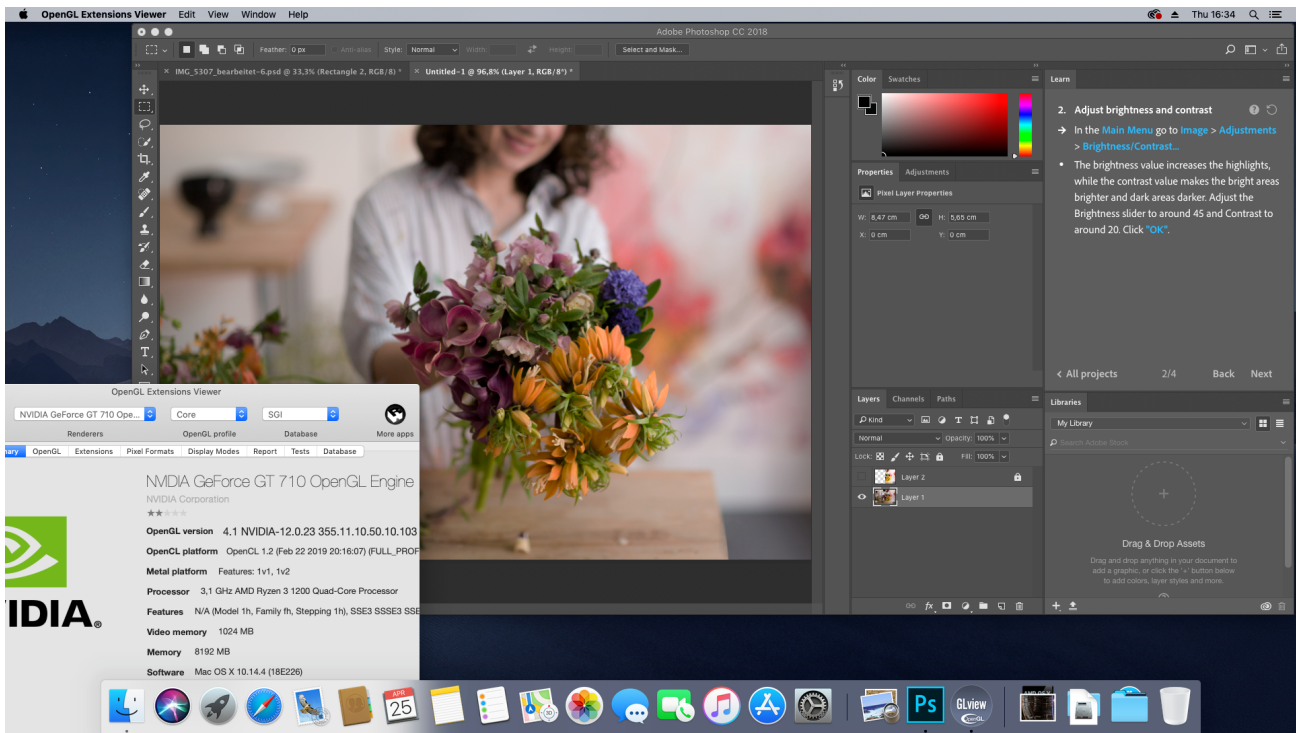 OpenGL Extensions Viewer Edit View Window Help
Thu 16:34
Adobe Photoshop CC 2018
Feather: 0 px
Anti-alias
Style: Normal
Width:
Height:
Select and Mask...
× IMG_5307_bearbeitet-6.psd @ 33,3% (Rectangle 2, RGB/8) *
× Untitled-1 @ 96,8% (Layer 1, RGB/8*) *
Color Swatches
Properties Adjustments
Pixel Layer Properties
W: 8,47 cm H: 5,65 cm
X: 0 cm Y: 0 cm
Layers Channels Paths
Kind
Normal Opacity: 100%
Lock: Fill: 100%
Layer 2
Layer 1
fx
Learn
2. Adjust brightness and contrast
→ In the Main Menu go to Image > Adjustments
> Brightness/Contrast...
• The brightness value increases the highlights,
while the contrast value makes the bright areas
brighter and dark areas darker. Adjust the
Brightness slider to around 45 and Contrast to
around 20. Click "OK".
< All projects 2/4 Back Next
Libraries
My Library
Search Adobe Stock
Drag & Drop Assets
Drag and drop anything in your document to
add a graphic, or click the '+' button below
to add colors, layer styles and more.
OpenGL Extensions Viewer
NVIDIA GeForce GT 710 Ope... Core SGI
Renderers OpenGL profile Database More apps
mary OpenGL Extensions Pixel Formats Display Modes Report Tests Database
NVIDIA GeForce GT 710 OpenGL Engine
NVIDIA Corporation
OpenGL version 4.1 NVIDIA-12.0.23 355.11.10.50.10.103
OpenCL platform OpenCL 1.2 (Feb 22 2019 20:16:07) (FULL_PROF
Metal platform Features: 1v1, 1v2
Processor 3,1 GHz AMD Ryzen 3 1200 Quad-Core Processor
Features N/A (Model 1h, Family fh, Stepping 1h), SSE3 SSSE3 SSE
Video memory 1024 MB
Memory 8192 MB
Software Mac OS X 10.14.4 (18E226)
VIDIA®
APR
25
30
Ps
GLview
OpenGL